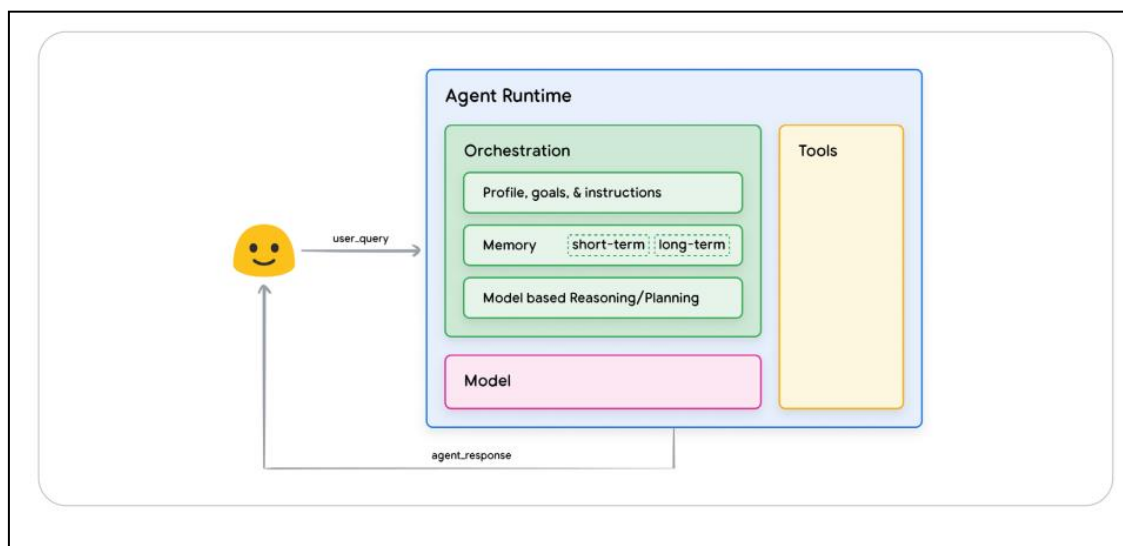 Agent Runtime
Orchestration
Tools
Profile, goals, & instructions
user_query
Memory short-term long-term
Model based Reasoning/Planning
Model
agent_response